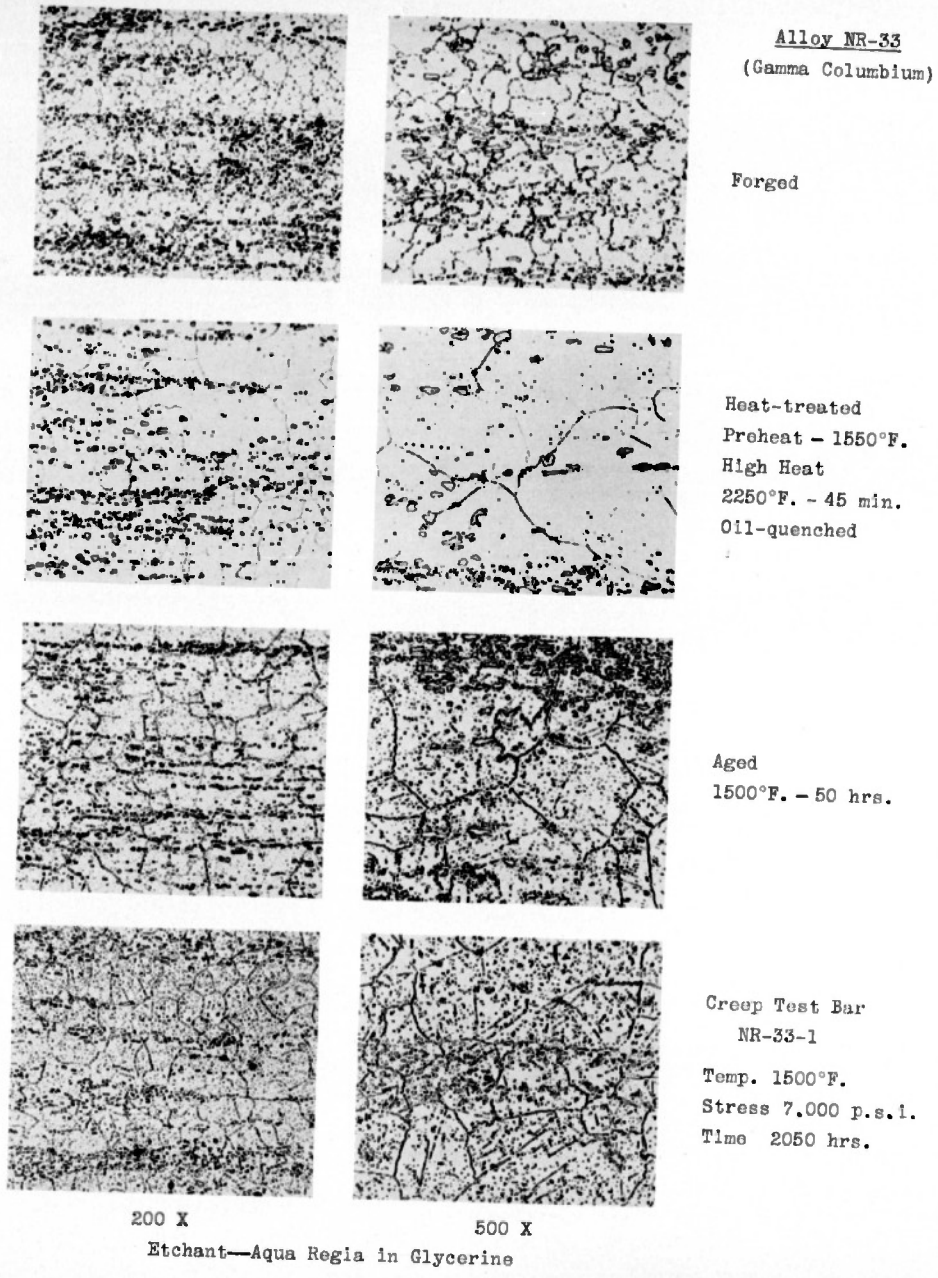 Alloy NR-33
(Gamma Columbium)
Forged
Heat-treated
Preheat - 1550°F.
High Heat
2250°F. - 45 min.
Oil-quenched
Aged
1500°F. - 50 hrs.
Creep Test Bar
NR-33-1
Temp. 1500°F.
Stress 7,000 p.s.i.
Time 2050 hrs.
200 X
500 X
Etchant—Aqua Regia in Glycerine